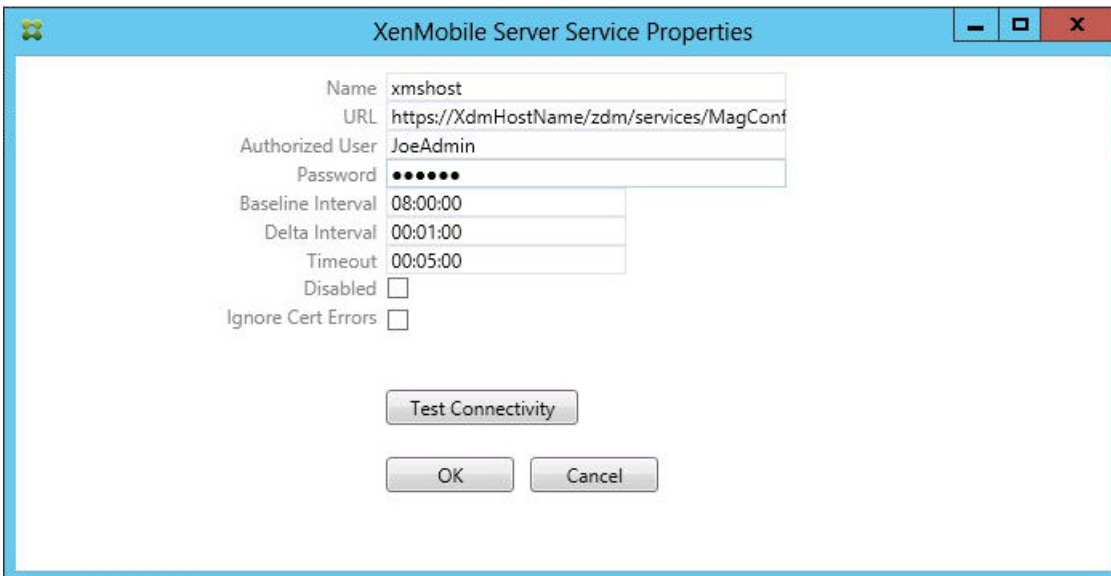 XenMobile Server Service Properties
x
Name xmshost
URL https://XdmHostName/zdm/services/MagConf
Authorized User JoeAdmin
Password ●●●●●●
Baseline Interval 08:00:00
Delta Interval 00:01:00
Timeout 00:05:00
Disabled
Ignore Cert Errors
Test Connectivity
OK Cancel